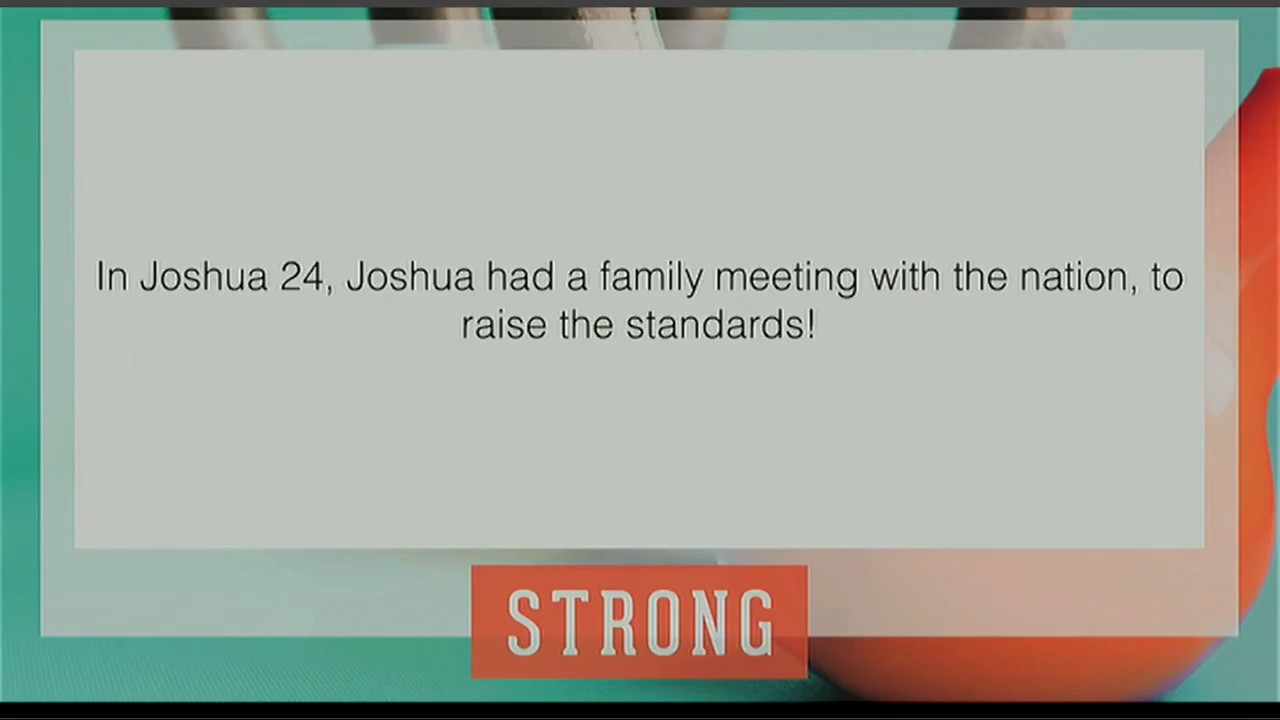 In Joshua 24, Joshua had a family meeting with the nation, to
raise the standards!
STRONG